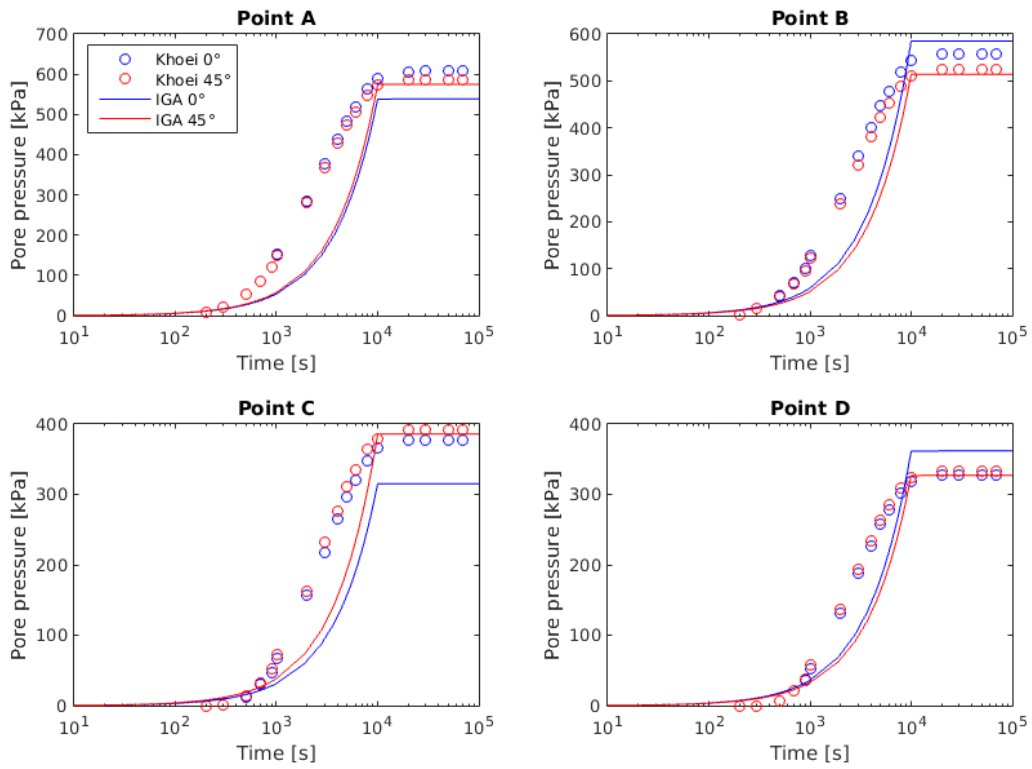 Point A
Pore pressure [kPa]
700
600
500
400
300
200
100
0
Khoei 0°
Khoei 45°
IGA 0°
IGA 45°
10^1
10^2
10^3
10^4
10^5
Time [s]
Point B
Pore pressure [kPa]
600
500
400
300
200
100
0
10^1
10^2
10^3
10^4
10^5
Time [s]
Point C
Pore pressure [kPa]
400
300
200
100
0
10^1
10^2
10^3
10^4
10^5
Time [s]
Point D
Pore pressure [kPa]
400
300
200
100
0
10^1
10^2
10^3
10^4
10^5
Time [s]